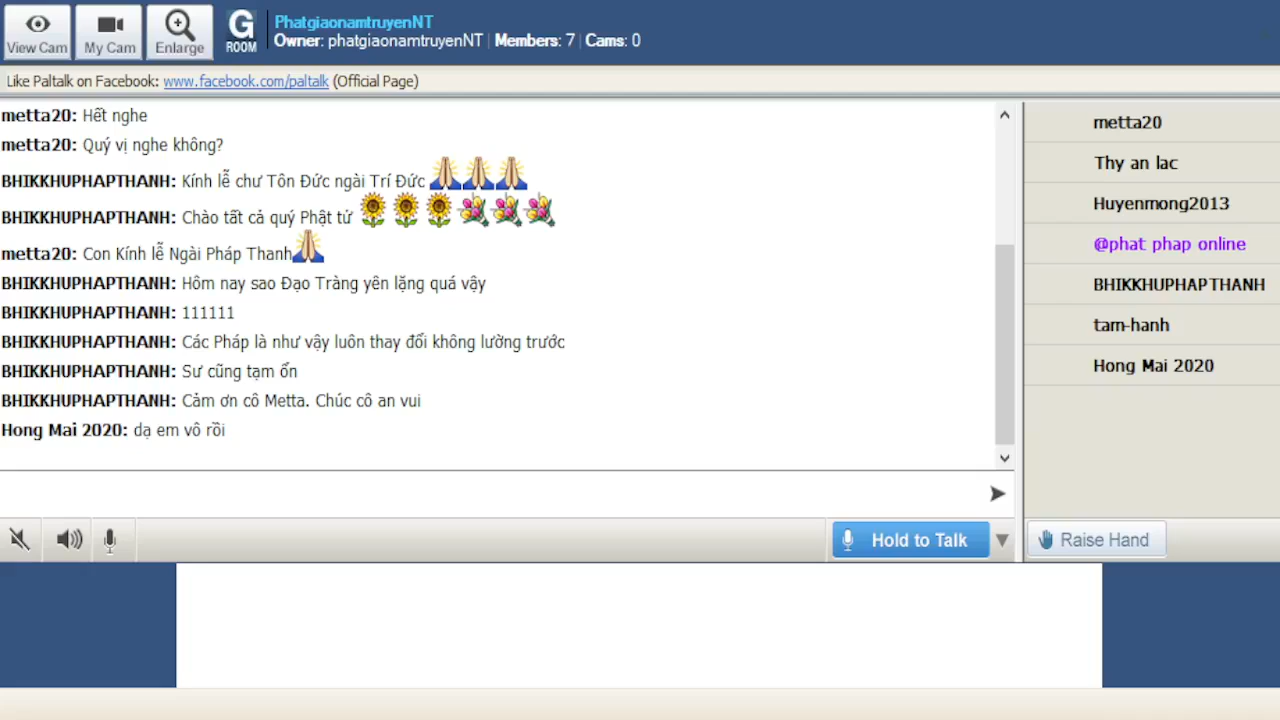 View Cam
My Cam
Enlarge
G
ROOM
PhatgiaonamtruyenNT
Owner: phatgiaonamtruyenNT | Members: 7 | Cams: 0
Like Paltalk on Facebook: www.facebook.com/paltalk (Official Page)
metta20: Hết nghe
metta20: Quý vị nghe không?
BHIKKHUPHAPTHANH: Kính lễ chư Tôn Đức ngài Trí Đức
BHIKKHUPHAPTHANH: Chào tất cả quý Phật tử
metta20: Con Kính lễ Ngài Pháp Thanh
BHIKKHUPHAPTHANH: Hôm nay sao Đạo Tràng yên lặng quá vậy
BHIKKHUPHAPTHANH: 111111
BHIKKHUPHAPTHANH: Các Pháp là như vậy luôn thay đổi không lường trước
BHIKKHUPHAPTHANH: Sư cũng tạm ổn
BHIKKHUPHAPTHANH: Cảm ơn cô Metta. Chúc cô an vui
Hong Mai 2020: dạ em vô rồi
metta20
Thy an lac
Huyenmong2013
@phat phap online
BHIKKHUPHAPTHANH
tam-hanh
Hong Mai 2020
Hold to Talk
Raise Hand